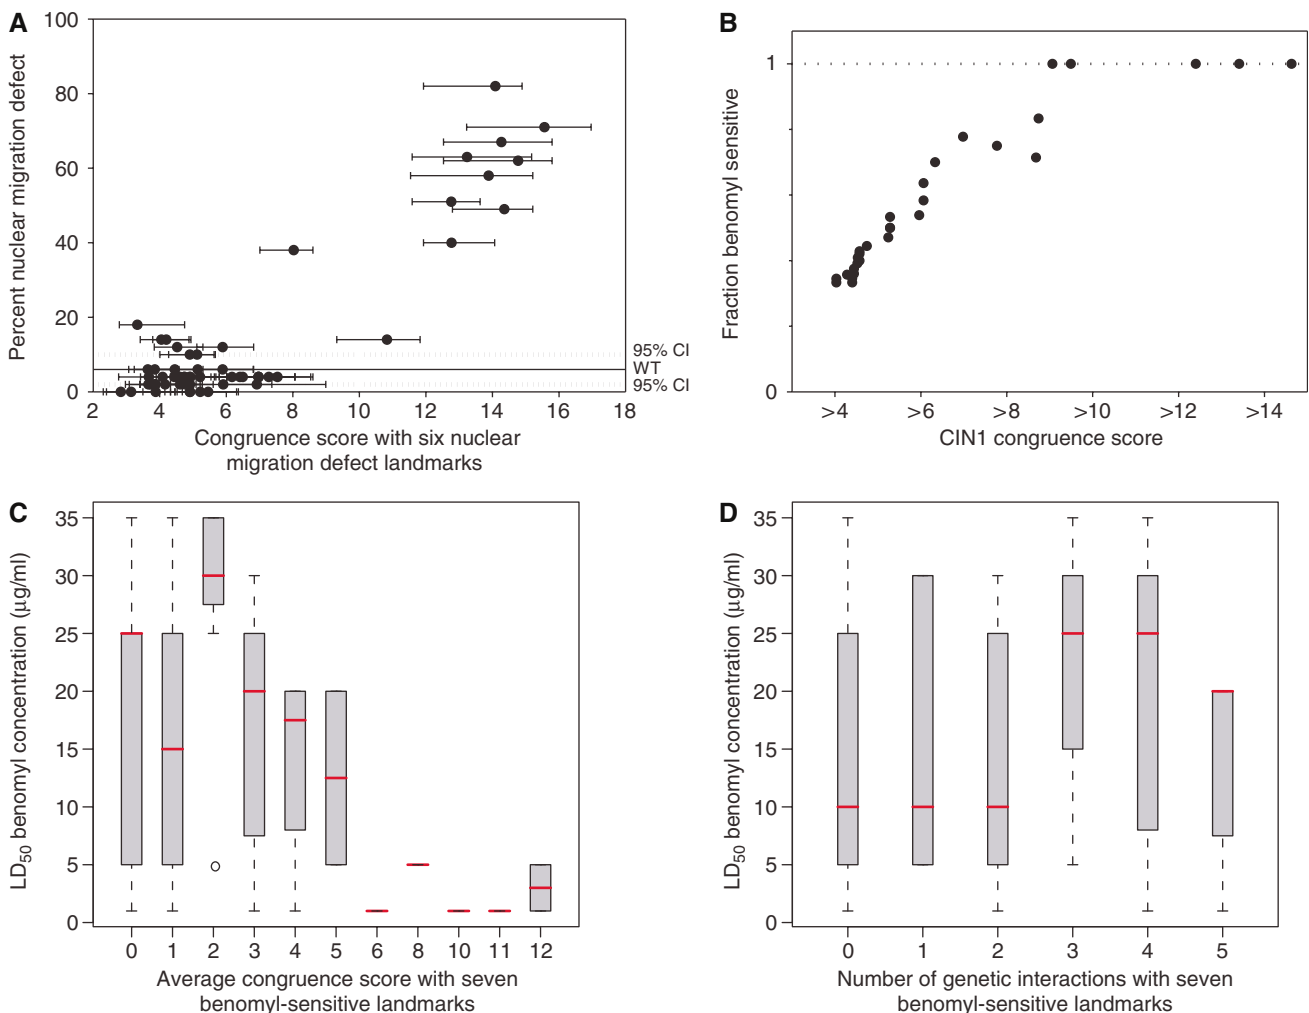 A
100
80
60
40
20
0
Percent nuclear migration defect
95% CI
WT
95% CI
2 4 6 8 10 12 14 16 18
Congruence score with six nuclear
migration defect landmarks
B
1
0
Fraction benomyl sensitive
>4 >6 >8 >10 >12 >14
CIN1 congruence score
C
35
30
25
20
15
10
5
0
LD50 benomyl concentration (μg/ml)
0 1 2 3 4 5 6 8 10 11 12
Average congruence score with seven
benomyl-sensitive landmarks
D
35
30
25
20
15
10
5
0
LD50 benomyl concentration (μg/ml)
0 1 2 3 4 5
Number of genetic interactions with seven
benomyl-sensitive landmarks